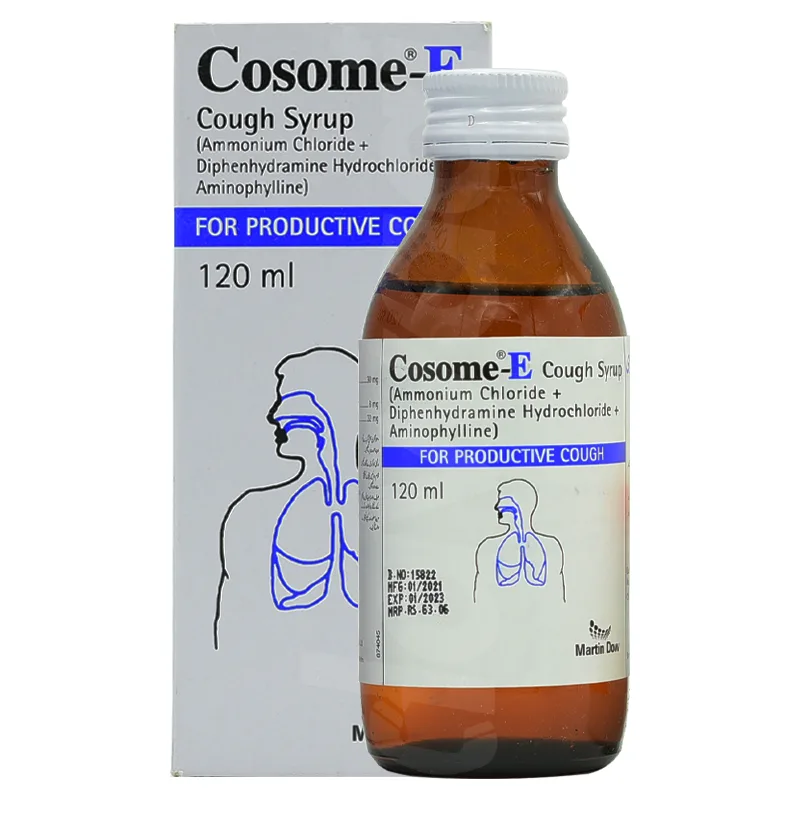 Cosome®-E
Cough Syrup
(Ammonium Chloride +
Diphenhydramine Hydrochloride
Aminophylline)
FOR PRODUCTIVE CO
120 ml
M
D
Cosome®-E Cough Syrup
(Ammonium Chloride +
Diphenhydramine Hydrochloride +
Aminophylline)
FOR PRODUCTIVE COUGH
120 ml
B.NO:15822
MFG:01/2021
EXP:01/2023
MRP.RS.63.06
Martin Dow